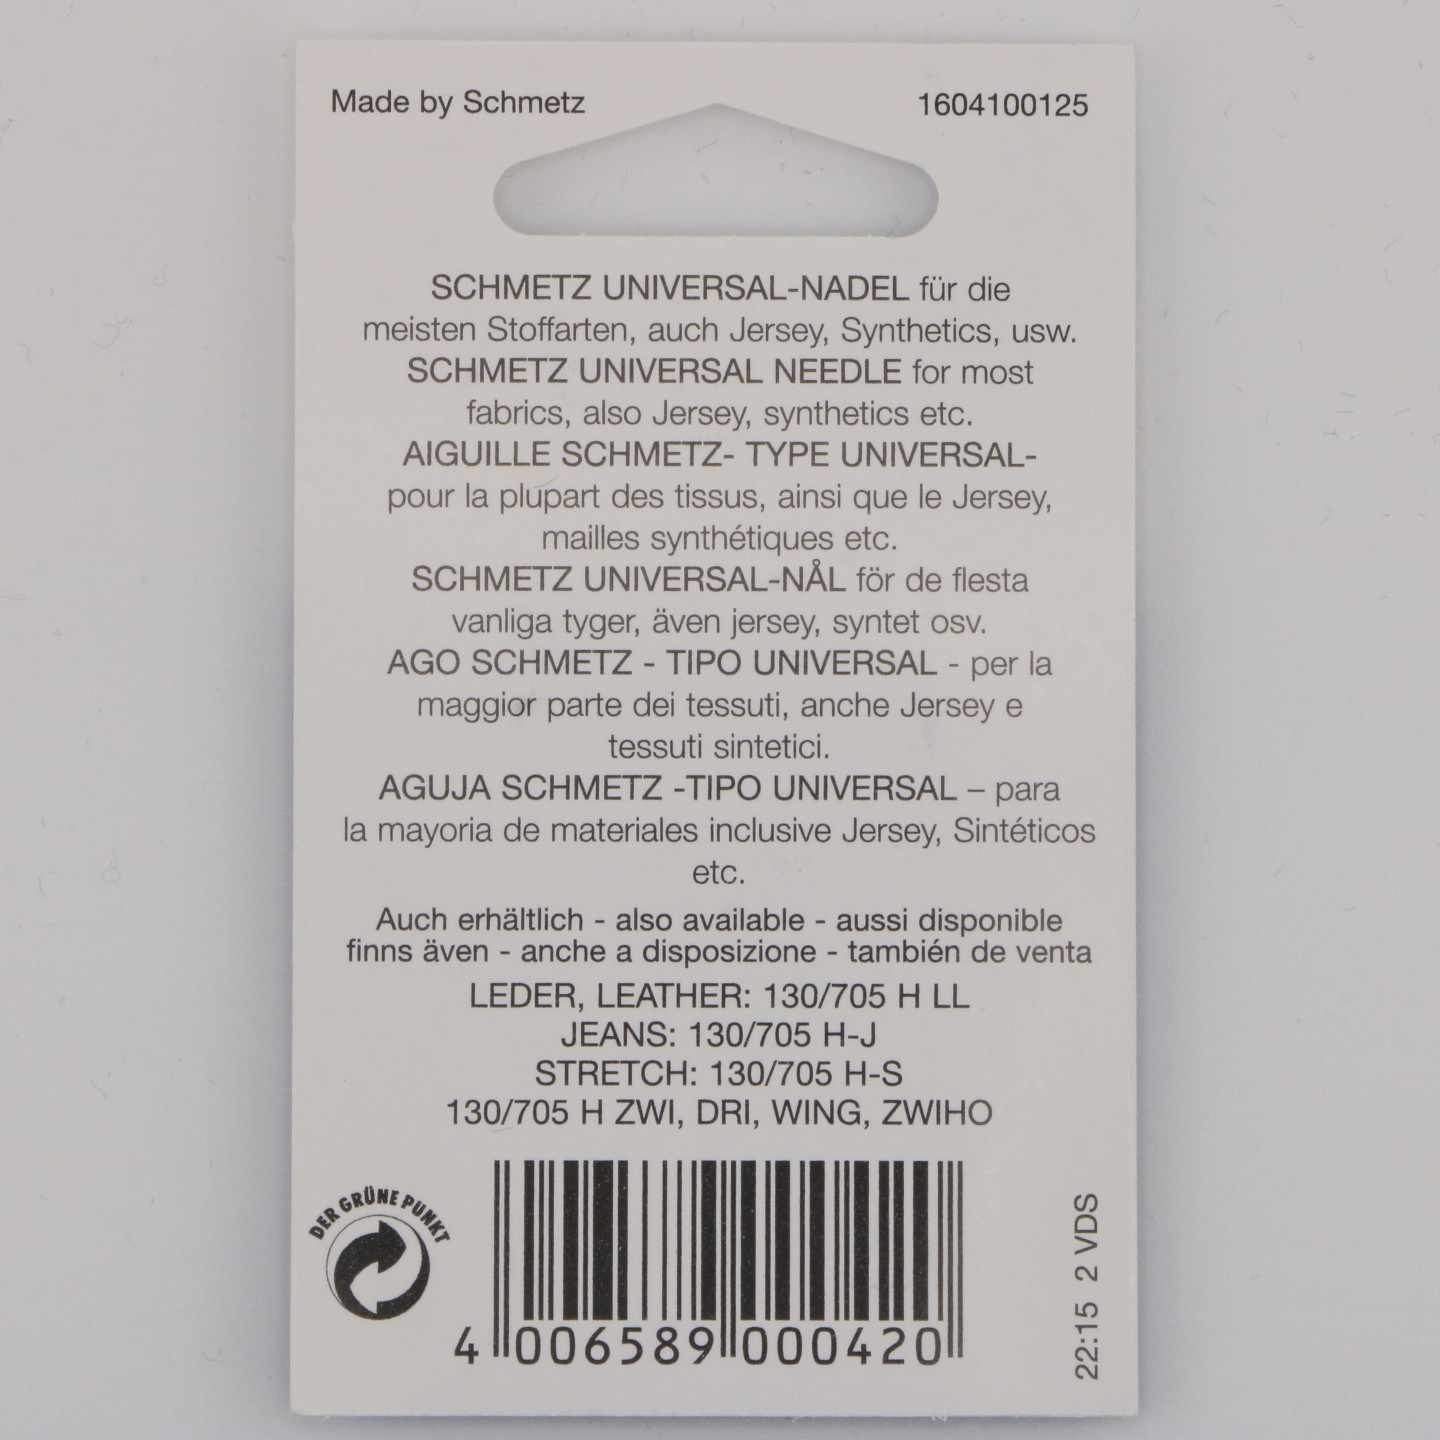 Made by Schmetz
1604100125
SCHMETZ UNIVERSAL-NADEL für die
meisten Stoffarten, auch Jersey, Synthetics, usw.
SCHMETZ UNIVERSAL NEEDLE for most
fabrics, also Jersey, synthetics etc.
AIGUILLE SCHMETZ- TYPE UNIVERSAL-
pour la plupart des tissus, ainsi que le Jersey,
mailles synthétiques etc.
SCHMETZ UNIVERSAL-NÅL för de flesta
vanliga tyger, även jersey, syntet osv.
AGO SCHMETZ - TIPO UNIVERSAL - per la
maggior parte dei tessuti, anche Jersey e
tessuti sintetici.
AGUJA SCHMETZ -TIPO UNIVERSAL – para
la mayoria de materiales inclusive Jersey, Sintéticos
etc.
Auch erhältlich - also available - aussi disponible
finns även - anche a disposizione - también de venta
LEDER, LEATHER: 130/705 H LL
JEANS: 130/705 H-J
STRETCH: 130/705 H-S
130/705 H ZWI, DRI, WING, ZWIHO
DER GRÜNE PUNKT
4 006589 000420
22:15 2 VDS